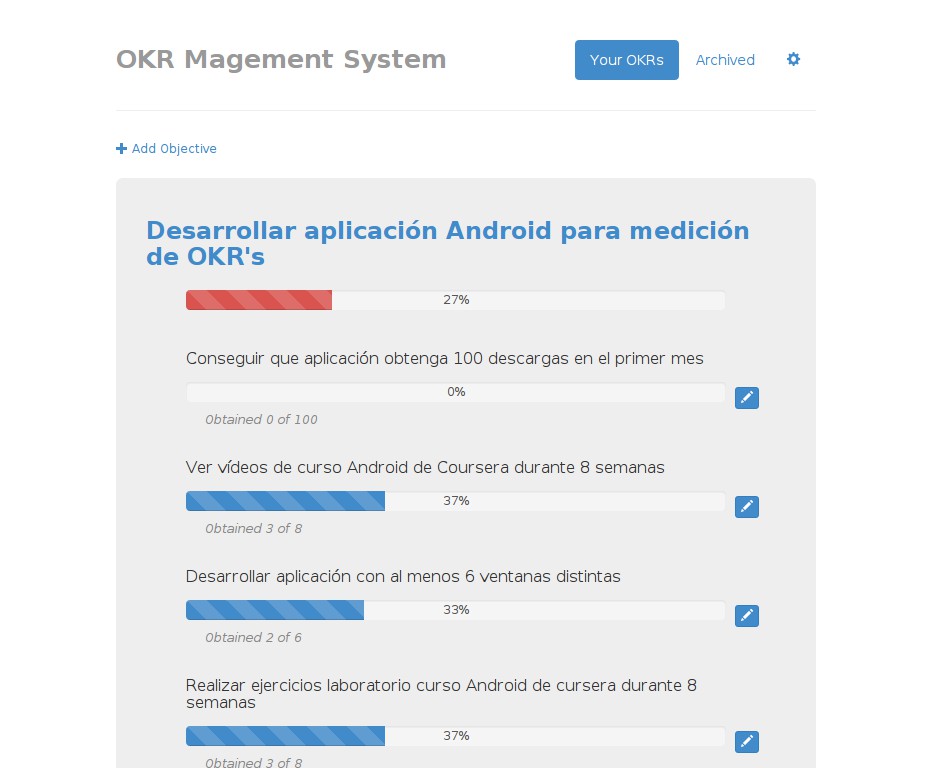 OKR Magement System
Your OKRs
Archived
Add Objective
Desarrollar aplicación Android para medición
de OKR's
27%
Conseguir que aplicación obtenga 100 descargas en el primer mes
0%
Obtained 0 of 100
Ver vídeos de curso Android de Coursera durante 8 semanas
37%
Obtained 3 of 8
Desarrollar aplicación con al menos 6 ventanas distintas
33%
Obtained 2 of 6
Realizar ejercicios laboratorio curso Android de cursera durante 8
semanas
37%
Obtained 3 of 8